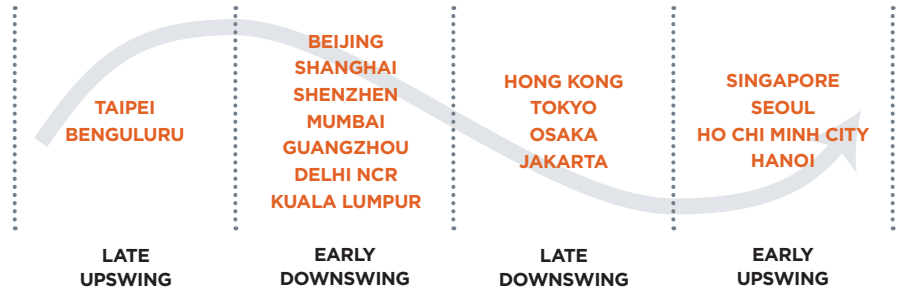 TAIPEI
BENGULURU
BEIJING
SHANGHAI
SHENZHEN
MUMBAI
GUANGZHOU
DELHI NCR
KUALA LUMPUR
HONG KONG
TOKYO
OSAKA
JAKARTA
SINGAPORE
SEOUL
HO CHI MINH CITY
HANOI
LATE
UPSWING
EARLY
DOWNSWING
LATE
DOWNSWING
EARLY
UPSWING